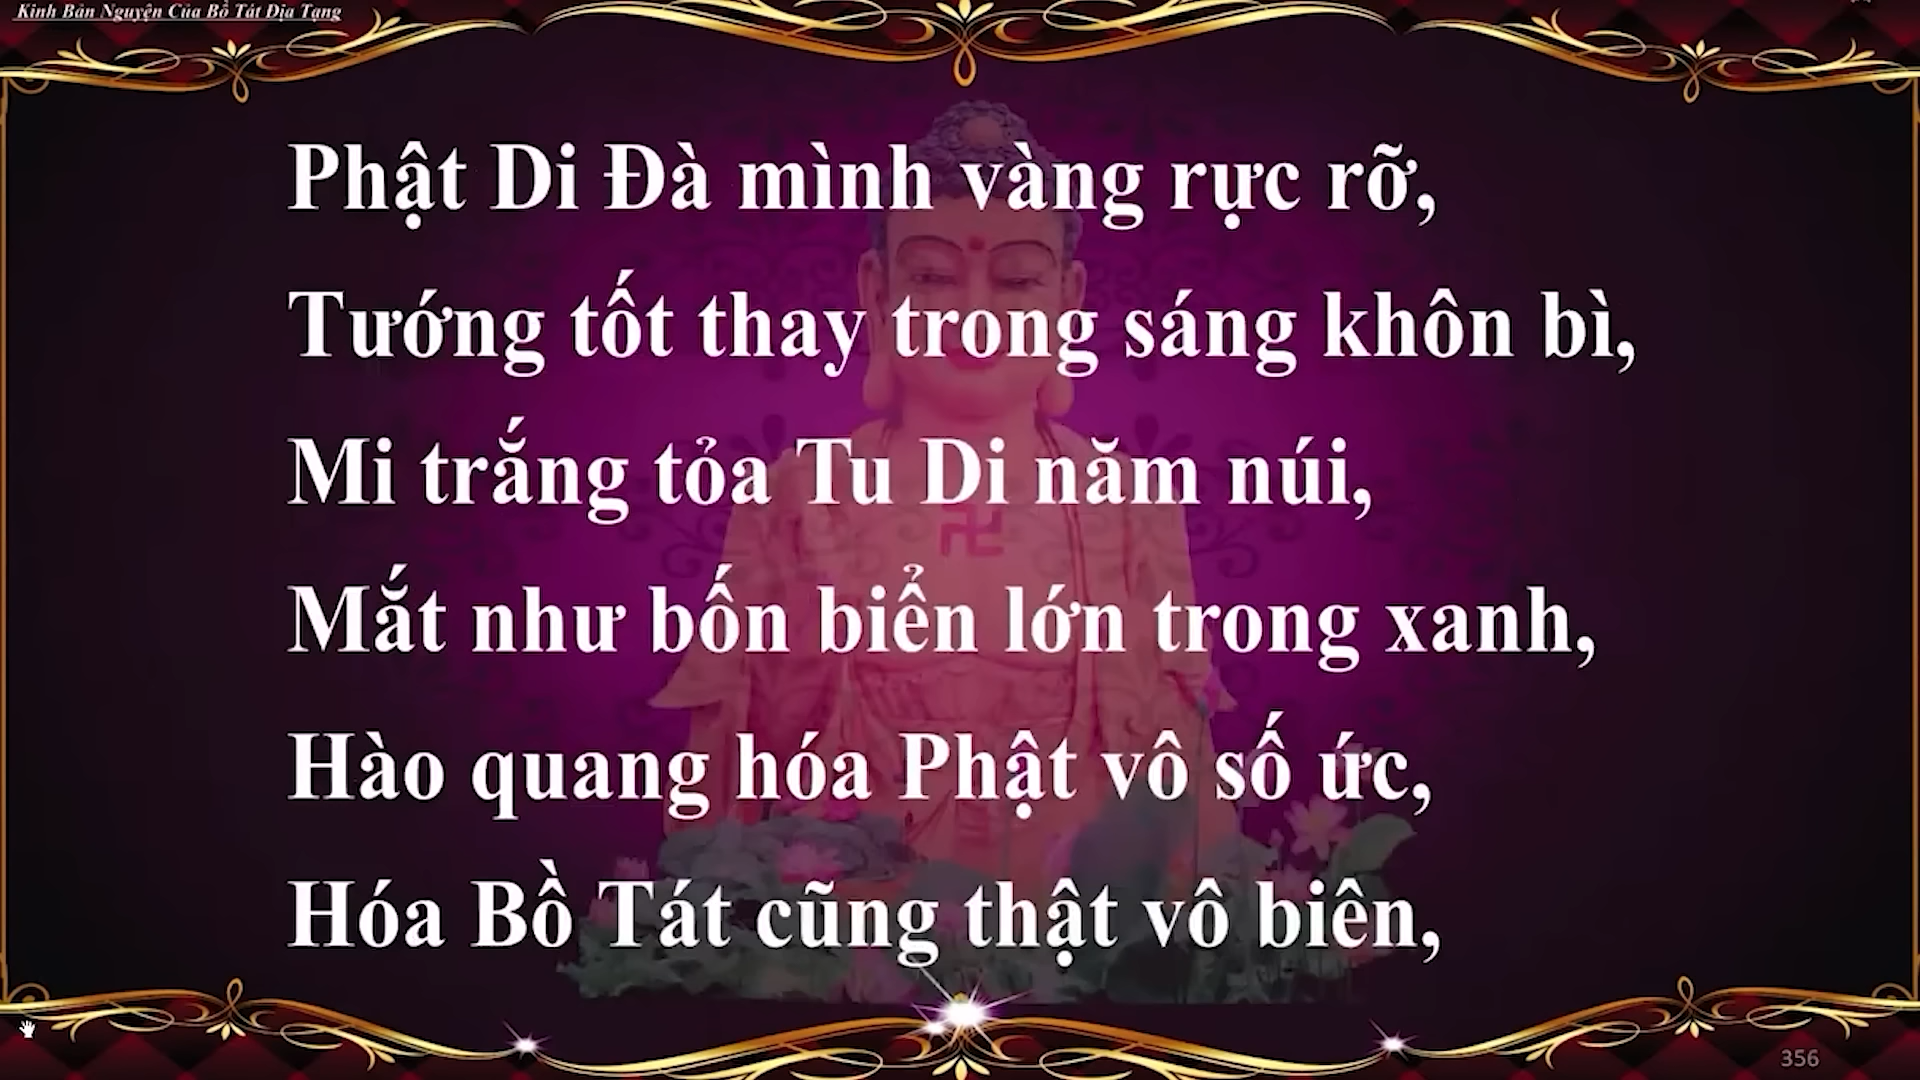 Kinh Bản Nguyện Của Bồ Tát Địa Tạng
Phật Di Đà mình vàng rực rỡ,
Tướng tốt thay trong sáng khôn bì,
Mi trắng tỏa Tu Di năm núi,
Mắt như bốn biển lớn trong xanh,
Hào quang hóa Phật vô số ức,
Hóa Bồ Tát cũng thật vô biên,
356